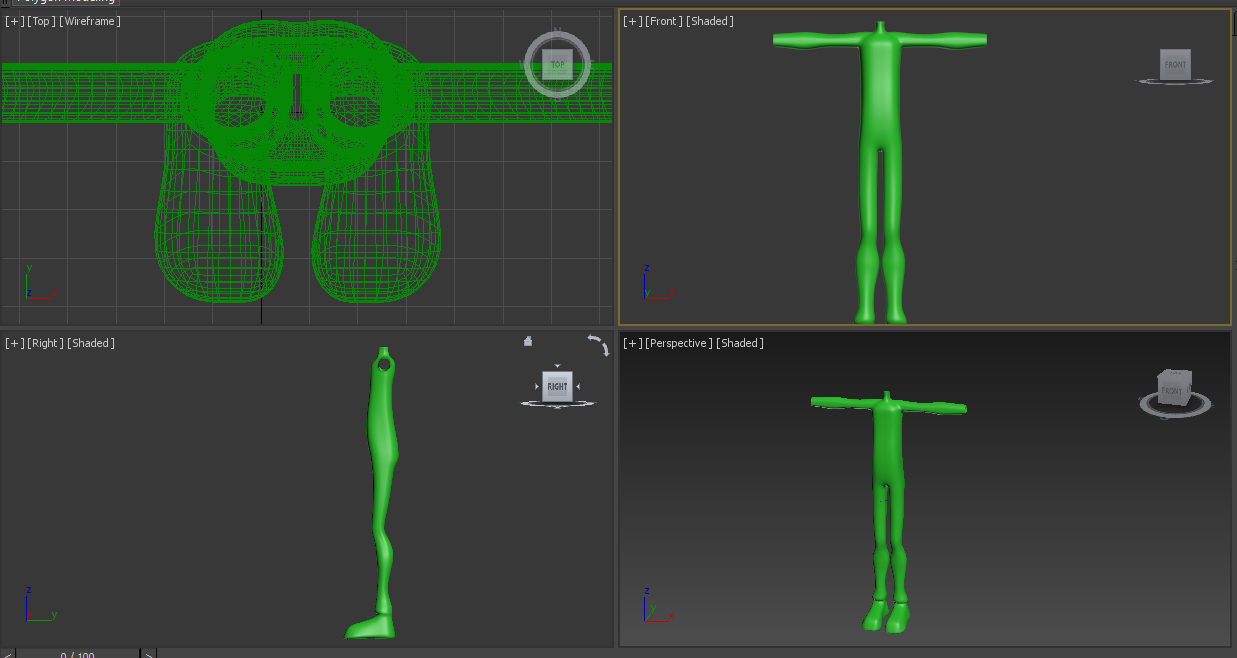 Polygon Modeling
[+] [Top] [Wireframe]
TOP
[+] [Front] [Shaded]
FRONT
y
z
x
z
y
x
[+] [Right] [Shaded]
RIGHT
[+] [Perspective] [Shaded]
FRONT
z
y
z
y
x
< 0 / 100 >